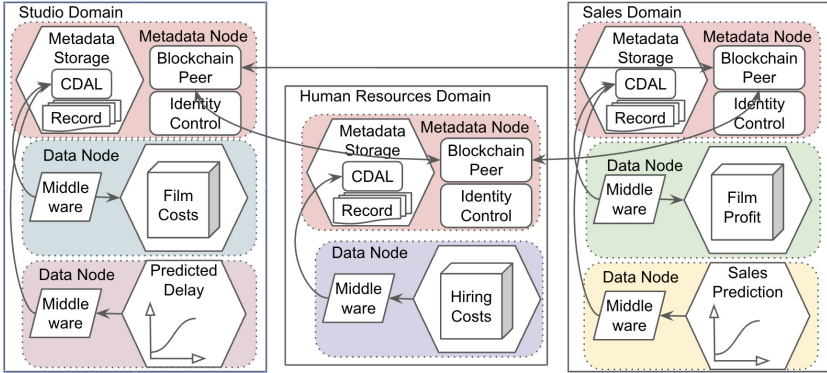 Studio Domain
Metadata
Storage
CDAL
Record
Metadata Node
Blockchain
Peer
Identity
Control
Data Node
Middle
ware
Film
Costs
Data Node
Middle
ware
Predicted
Delay
Human Resources Domain
Metadata
Storage
CDAL
Record
Metadata Node
Blockchain
Peer
Identity
Control
Data Node
Middle
ware
Hiring
Costs
Sales Domain
Metadata
Storage
CDAL
Record
Metadata Node
Blockchain
Peer
Identity
Control
Data Node
Middle
ware
Film
Profit
Data Node
Middle
ware
Sales
Prediction